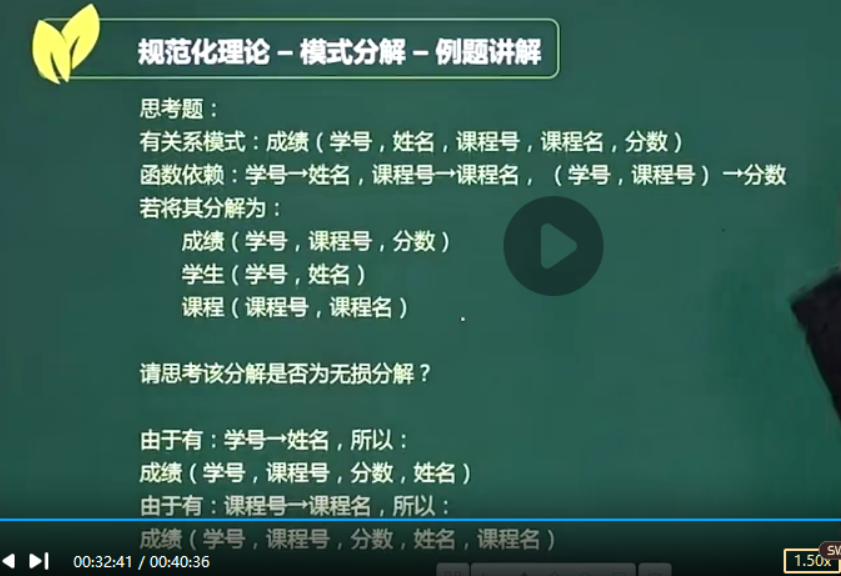 规范化理论 – 模式分解 – 例题讲解
思考题：
有关系模式：成绩（学号，姓名，课程号，课程名，分数）
函数依赖：学号→姓名，课程号→课程名，（学号，课程号）→分数
若将其分解为：
成绩（学号，课程号，分数）
学生（学号，姓名）
课程（课程号，课程名）
请思考该分解是否为无损分解？
由于有：学号→姓名，所以：
成绩（学号，课程号，分数，姓名）
由于有：课程号→课程名，所以：
成绩（学号，课程号，分数，姓名，课程名）
00:32:41 / 00:40:36
1.50x